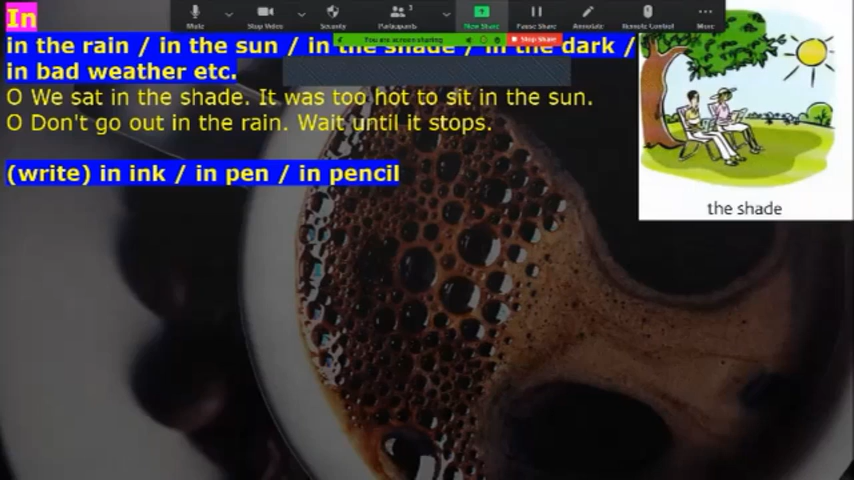 In
Mute
Stop Video
Security
Participants
3
New Share
Pause Share
Annotate
Remote Control
More
You are screen sharing
Stop Share
in the rain / in the sun / in the shade / in the dark /
in bad weather etc.
O We sat in the shade. It was too hot to sit in the sun.
O Don't go out in the rain. Wait until it stops.
(write) in ink / in pen / in pencil
the shade